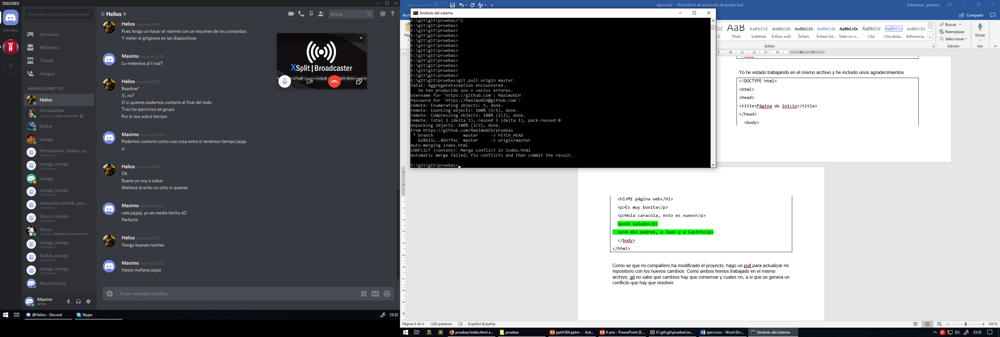 DISCORD
Encontrar o iniciar una conversaci
3 EN LÍNEA
Actividad
Biblioteca
Tienda
Amigos
MENSAJES DIRECTOS
Helios
Fernandinha
Jugando a League of Legends
Daikar
juangp
Fernandinha, Daikar, ca...
4 Miembros
juangp, juangp
3 Miembros
juangp
juangp, juangp
3 Miembros
HuevosGordos98, juan...
4 Miembros
Desco, claudia
3 Miembros
Desco
Jugando a Sid Meier's Civilization VI
juangp, juangp
3 Miembros
Daikar, juangp
3 Miembros
juangp, juangp
3 Miembros
Maximito555
Maximo
#2735
@ Helios
Buscar
Helios hoy a las 22:59
Pues tengo un hacer el rearme con un resumen de los comandos
Y meter el gitignore en las diapositivas
Maximo hoy a las 22:59
Lo metemos al f inal?
Helios hoy a las 22:59
Readme*
Sí, no?
O si quieres podemos contarlo al final del todo
Tras los ejercicios en grupo
Por si nos sobra tiempo
Maximo hoy a las 23:00
Podemos contarlo como una cosa extra si tenemos tiempo jajaja
si
Helios hoy a las 23:00
Ok
Bueno yo voy a sobar
Mañana le echo un ojito si quieres
Maximo hoy a las 23:02
vale jajajaj, yo en media horita xD
Perfecto
Helios hoy a las 23:02
Venga buenas noches
Maximo hoy a las 23:02
Hasta mañana jajaja
Enviar mensaje a @Helios
GIF
XSplit | Broadcaster
virtual camera output, Split Broadcaster.
@Helios - Discord
Skype
23:32
Autoguardado
ejercicios - Word (Error de activación de productos)
SirMaximo _palomo
Arch
Compartir
Peg
Símbolo del sistema
E:\git\git\pruebas>^Z
E:\git\git\pruebas>
E:\git\git\pruebas>
E:\git\git\pruebas>
E:\git\git\pruebas>
E:\git\git\pruebas>
E:\git\git\pruebas>
E:\git\git\pruebas>
E:\git\git\pruebas>
E:\git\git\pruebas>
E:\git\git\pruebas>
E:\git\git\pruebas>
E:\git\git\pruebas>git pull origin master
fatal: AggregateException encountered.
Se han producido uno o varios errores.
Username for 'https://github.com': MaximoGCH
Password for 'https://MaximoGCH@github.com':
remote: Enumerating objects: 5, done.
remote: Counting objects: 100% (5/5), done.
remote: Compressing objects: 100% (2/2), done.
remote: Total 3 (delta 1), reused 3 (delta 1), pack-reused 0
Unpacking objects: 100% (3/3), done.
From https://github.com/MaximoGCH/pruebas
* branch master -> FETCH_HEAD
b28b15c..8657fec master -> origin/master
Auto-merging index.html
CONFLICT (content): Merge conflict in index.html
Automatic merge failed; fix conflicts and then commit the result.
E:\git\git\pruebas>
AaB AaBbCcD AaBbCcDc AaBbCcDc AaBbCcDc AaBbCcDc AaBbCcDc AaBbCcI AABBCCDE
o 2 Título Subtítulo Énfasis sutil Énfasis Énfasis int... Texto en n... Cita Cita desta... Referencia...
Estilos
Buscar
Reemplazar
Seleccionar
Edición
Dictar
Voz
9 10 11 12 13 14 16 17
Yo he estado trabajando en el mismo archivo y he incluido unos agradecimientos
<!DOCTYPE html>
<html>
<head>
<title>Página de inicio</title>
</head>
<body>
<h1>Mi página web</h1>
<p>Es muy bonita</p>
<p>Hola caracola, esto es nuevo</p>
<p>Un saludo</p>
<p>A mis padres, a Juan y a Castro</p>
</body>
</html>
Como se que mi compañero ha modificado el proyecto, hago un pull para actualizar mi
repositorio con los nuevos cambios. Como ambos hemos trabajado en el mismo
archivo, git no sabe que cambios hay que conservar y cuales no, a si que se genera un
conflicto que hay que resolver.
Página 9 de 9 1263 palabras Español (España)
100 %
pruebas/index.html a...
pruebas
pptA584.pptm - Aut...
0-pro - PowerPoint (E...
E:\git\git\pruebas\in...
ejercicios - Word (Err...
Símbolo del sistema
23:32